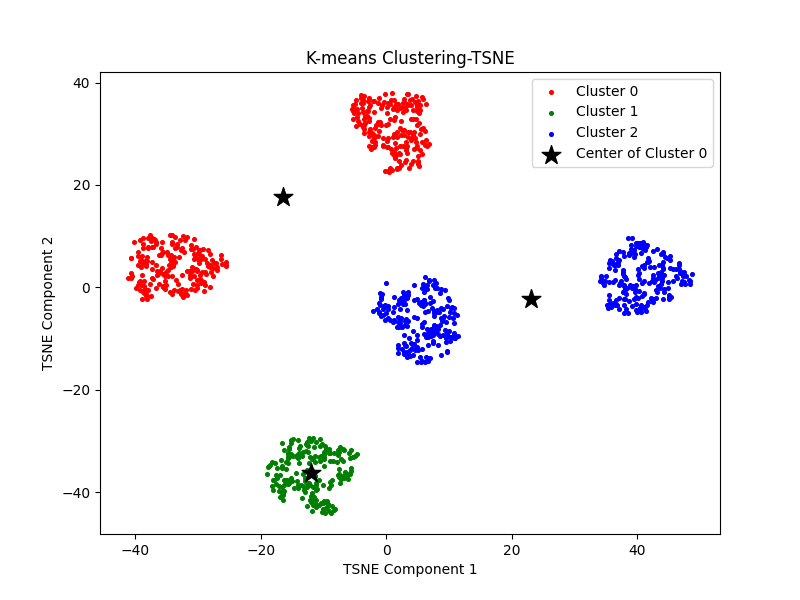 K-means Clustering-TSNE
Cluster 0
Cluster 1
Cluster 2
Center of Cluster 0
TSNE Component 2
40
20
0
−20
−40
−40 −20 0 20 40
TSNE Component 1